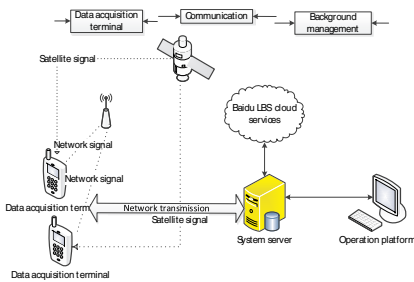 Data acquisition
terminal
Communication
Background
management
Satellite signal
Baidu LBS cloud
services
Network signal
Network signal
Data acquisition term
Network transmission
Satellite signal
System server
Operation platform
Data acquisition terminal